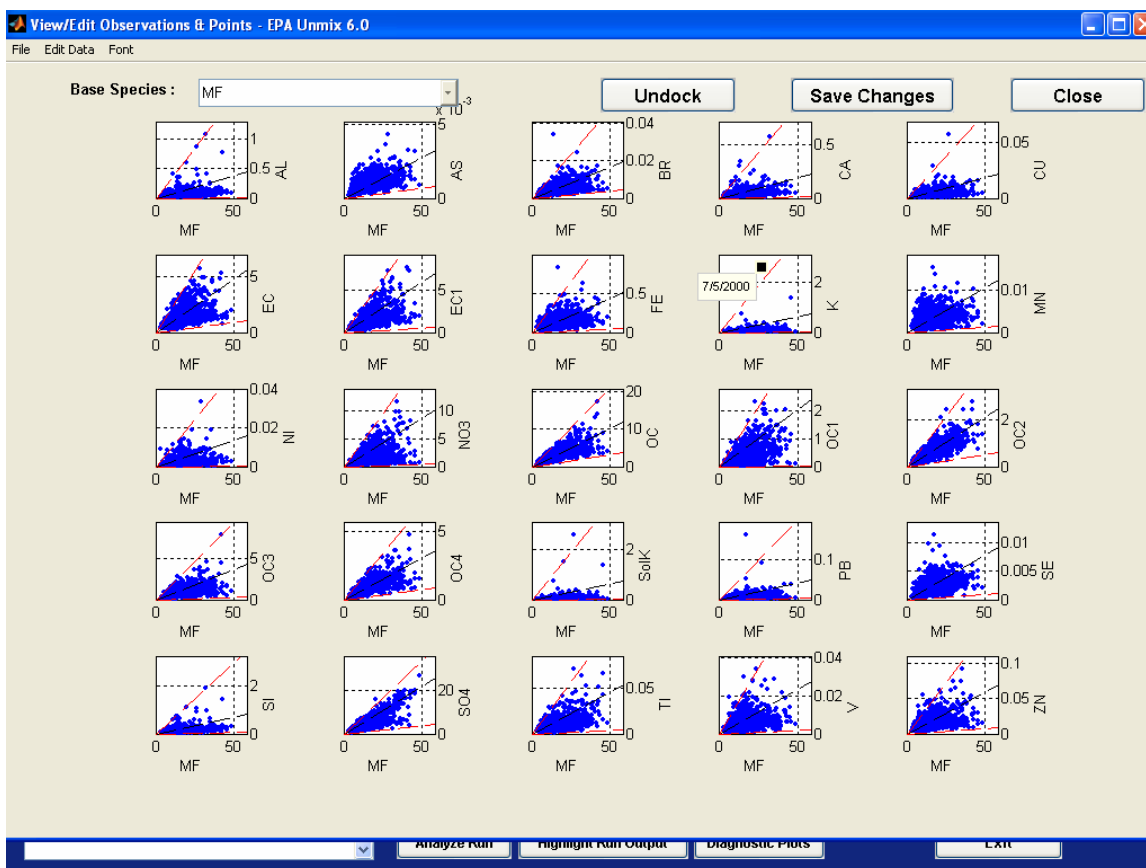 View/Edit Observations & Points - EPA Unmix 6.0
File Edit Data Font
Base Species : MF Undock Save Changes Close
x 10-3
1 5 0.04 0.5 0.05
0.5 0.02
AL AS BR CA CU
0 0 0 0 0
0 50 0 50 0 50 0 50 0 50
MF MF MF MF MF
5 5 0.5 2 0.01
EC EC1 FE K MN
7/5/2000
0 0 0 0 0
0 50 0 50 0 50 0 50 0 50
MF MF MF MF MF
0.04 10 20 2 2
0.02 5 10 1
NI NO3 OC OC1 OC2
0 0 0 0 0
0 50 0 50 0 50 0 50 0 50
MF MF MF MF MF
5 5 2 0.1 0.01
0.005
OC3 OC4 SolK PB SE
0 0 0 0 0
0 50 0 50 0 50 0 50 0 50
MF MF MF MF MF
2 20 0.05 0.04 0.1
0.02 0.05
SI SO4 TI V ZN
0 0 0 0 0
0 50 0 50 0 50 0 50 0 50
MF MF MF MF MF
Analyze Run Highlight Run Output Diagnostic Plots Exit